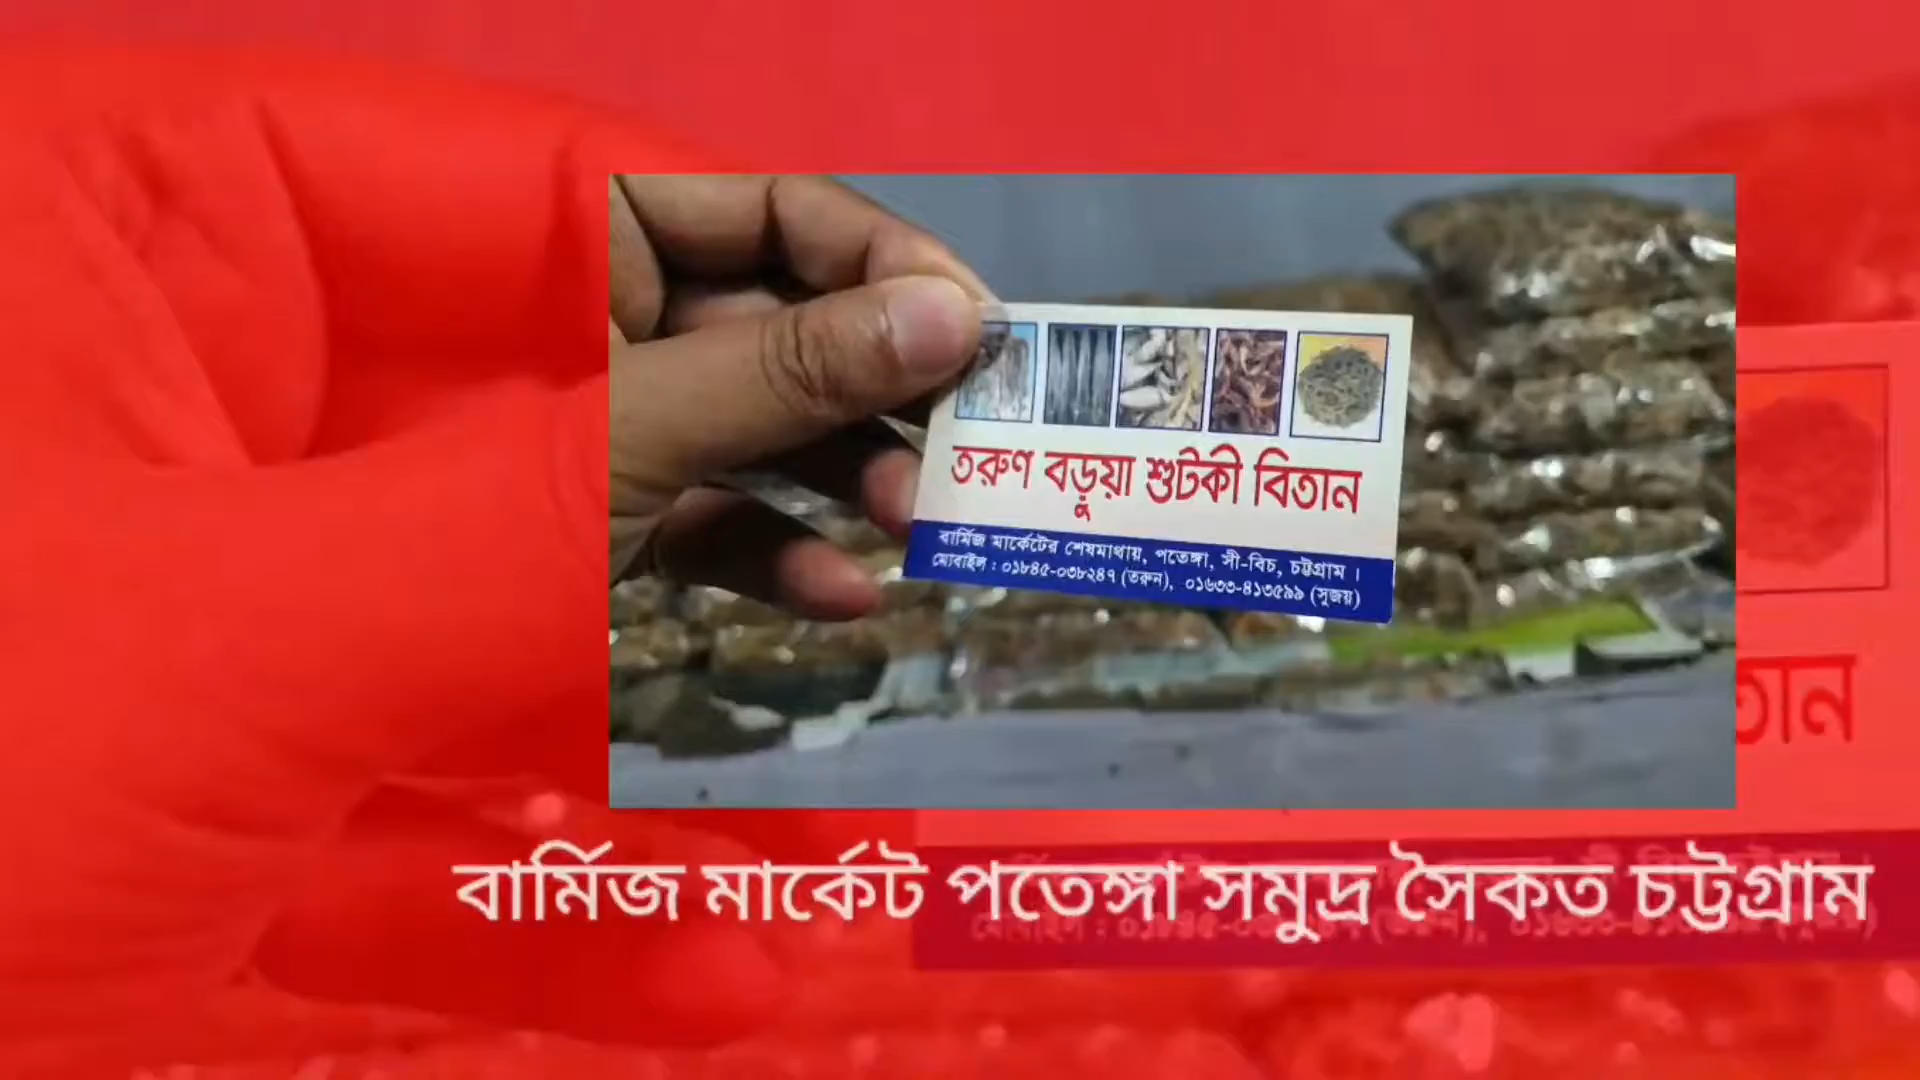 তরুণ বড়ুয়া শুটকী বিতান
বার্মিজ মার্কেটের শেষমাথায়, পতেঙ্গা, সী-বিচ, চট্টগ্রাম ।
মোবাইল : ০১৮৪৫-০৩৮২৪৭ (তরুন), ০১৬৩৩-৪১৩৫৯৯ (সুজয়)
তান
বার্মিজ মার্কেট পতেঙ্গা সমুদ্র সৈকত চট্টগ্রাম